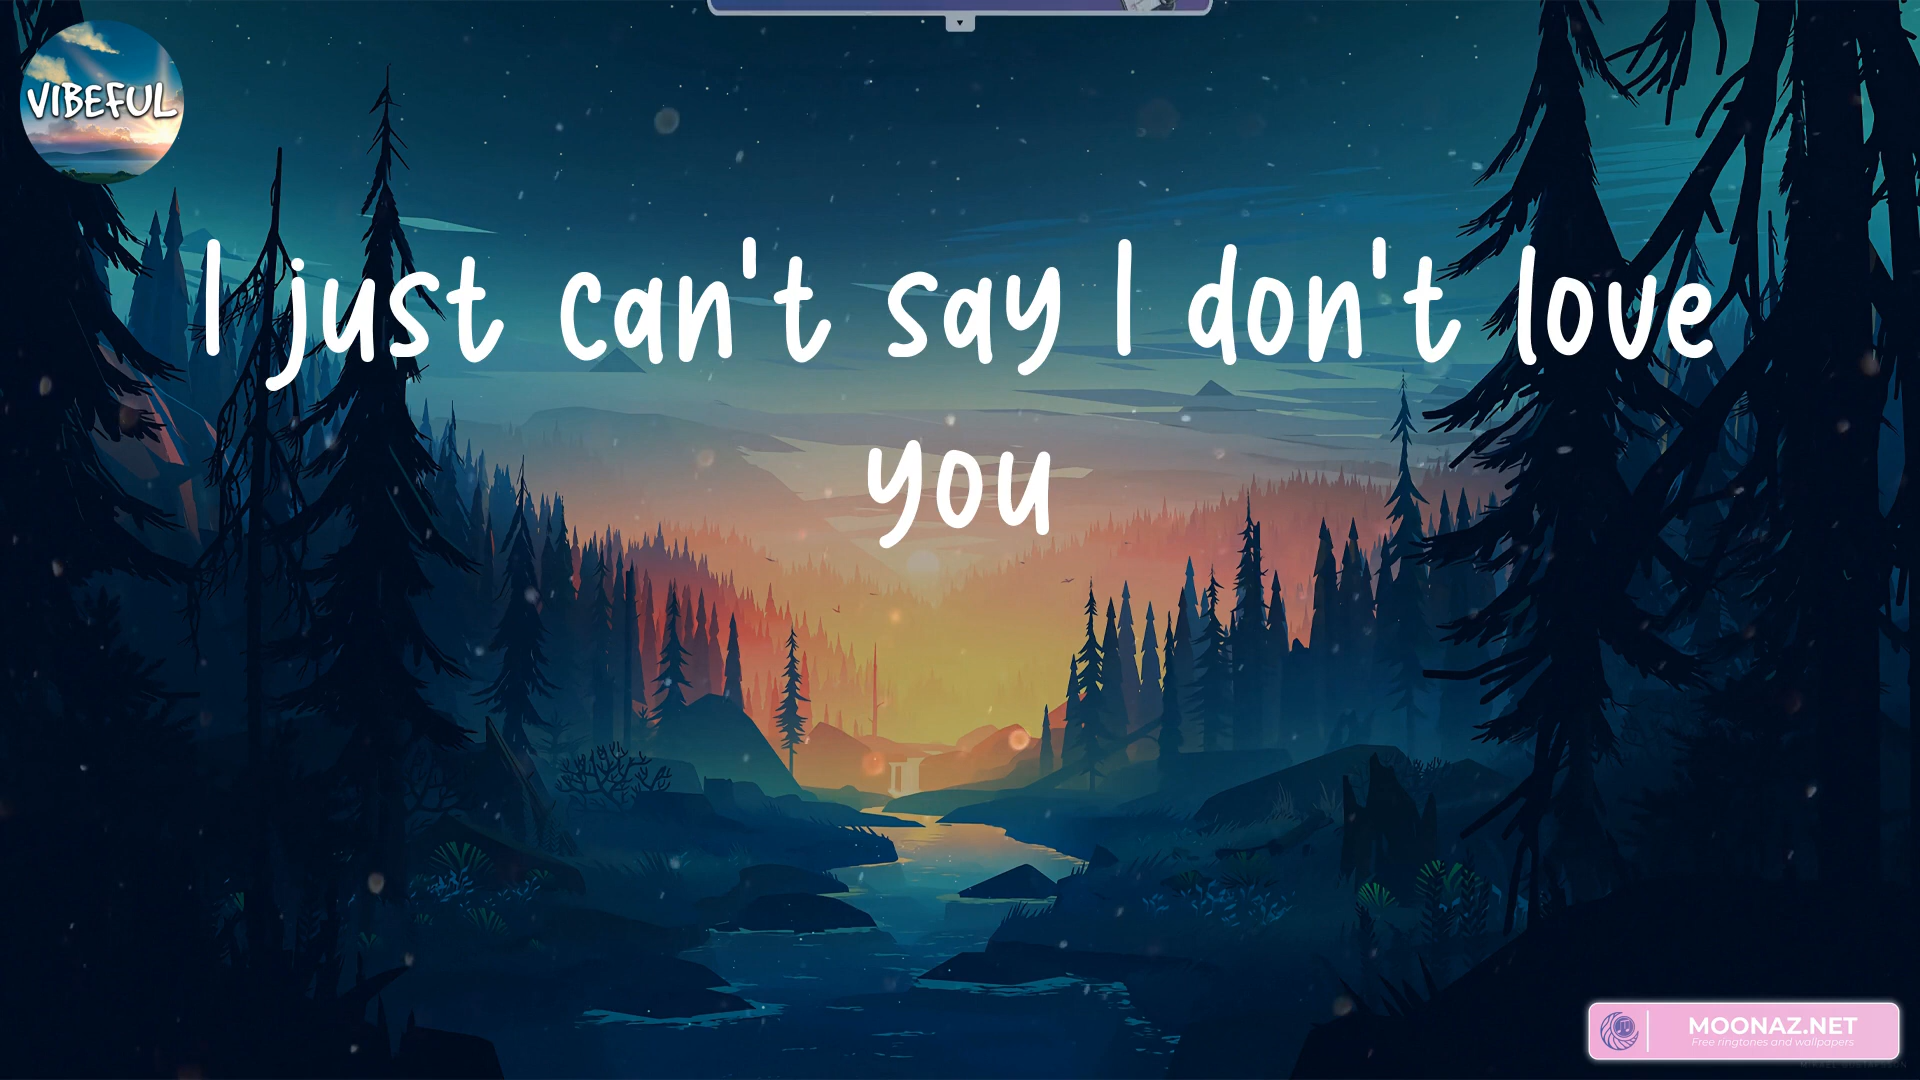 VIBEFUL
I just can't say I don't love
you
MOONAZ.NET
Free ringtones and wallpapers